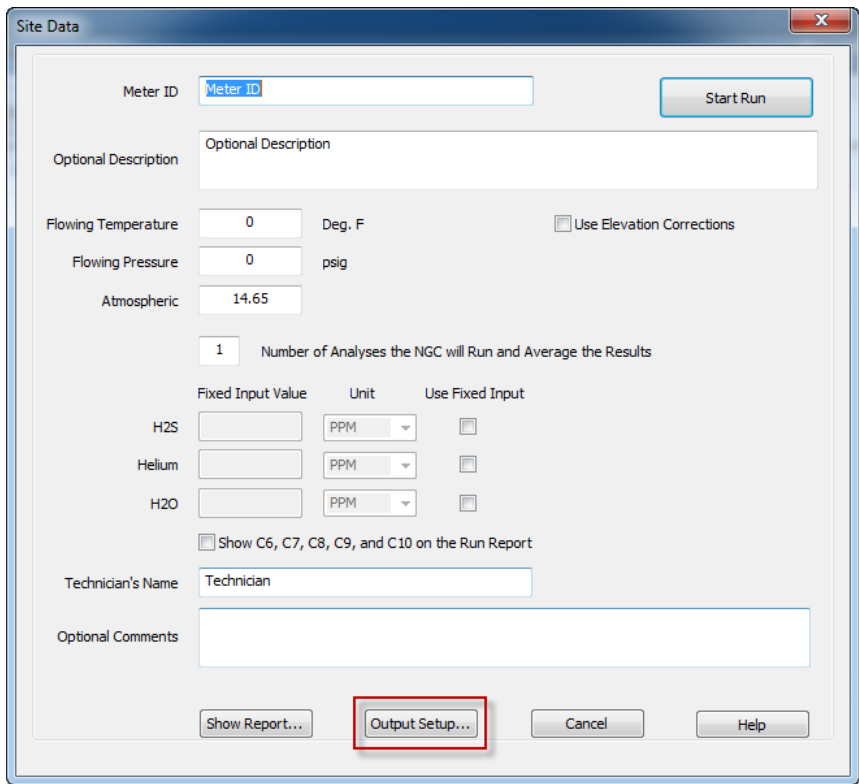 Site Data
Meter ID Meter ID Start Run
Optional Description Optional Description
Flowing Temperature 0 Deg. F Use Elevation Corrections
Flowing Pressure 0 psig
Atmospheric 14.65
1 Number of Analyses the NGC will Run and Average the Results
Fixed Input Value Unit Use Fixed Input
H2S PPM
Helium PPM
H2O PPM
Show C6, C7, C8, C9, and C10 on the Run Report
Technician's Name Technician
Optional Comments
Show Report... Output Setup... Cancel Help